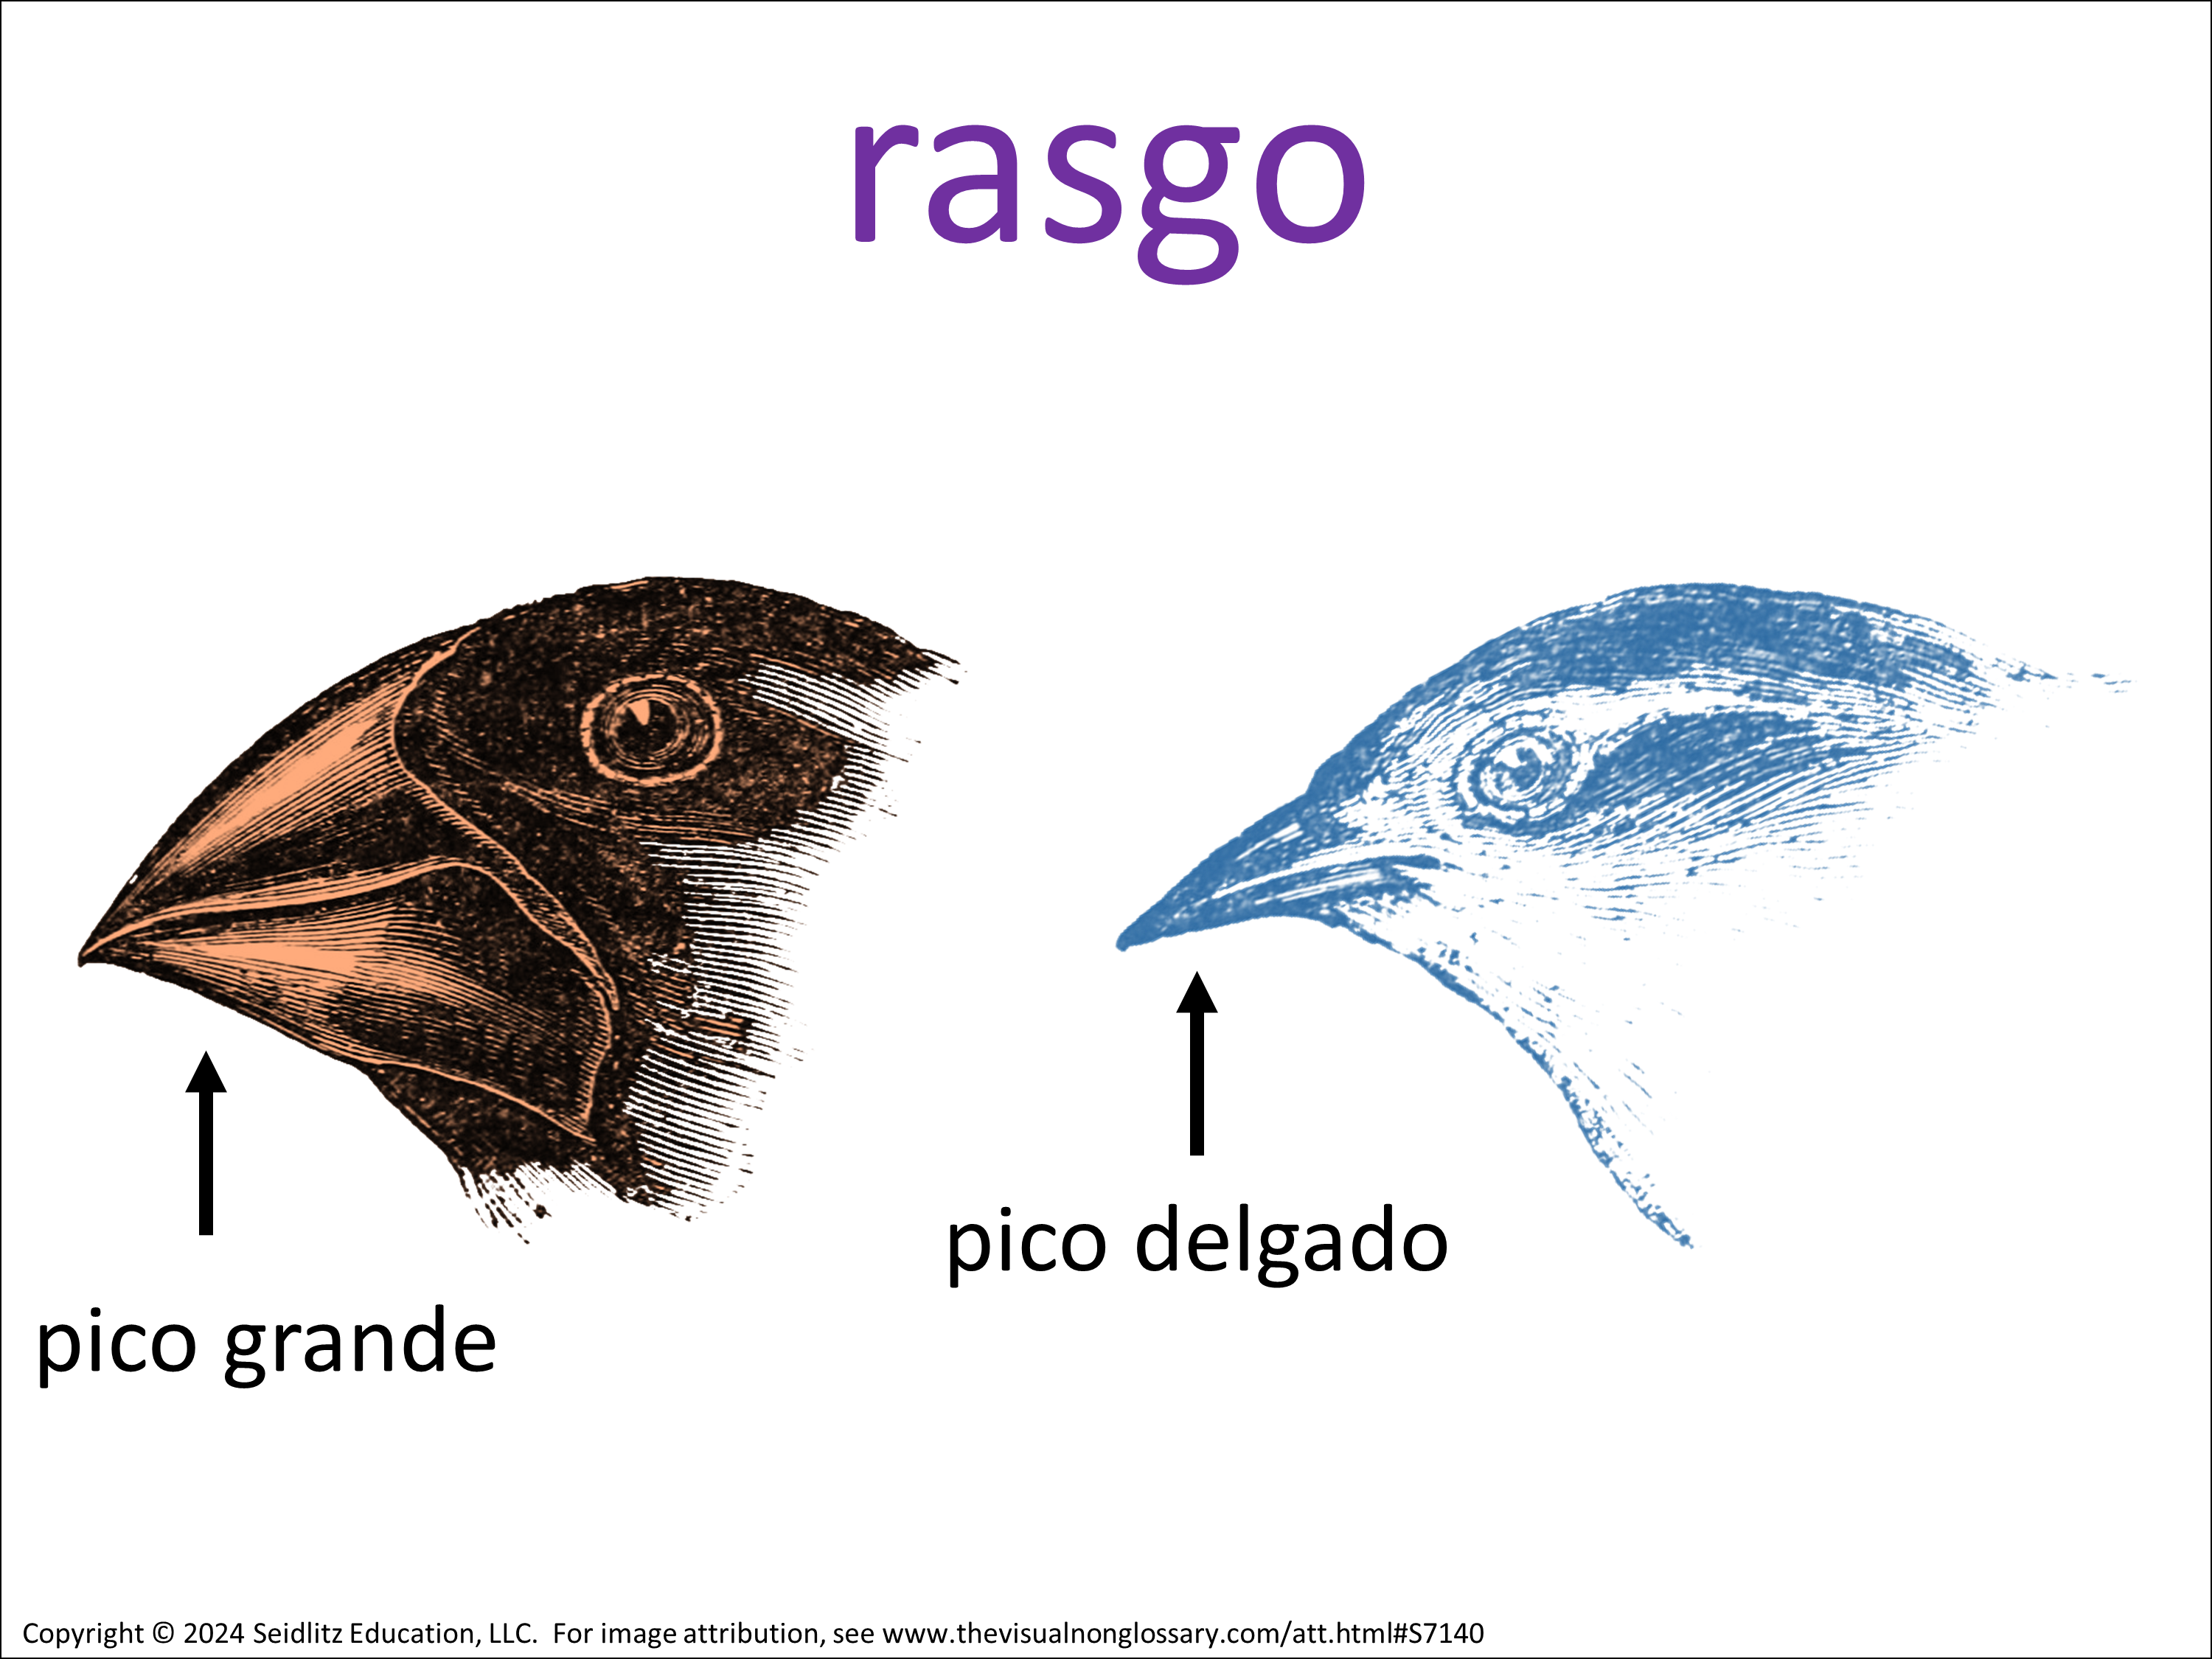 rasgo
pico delgado
pico grande
Copyright © 2024 Seidlitz Education, LLC.  For image attribution, see www.thevisualnonglossary.com/att.html#S7140